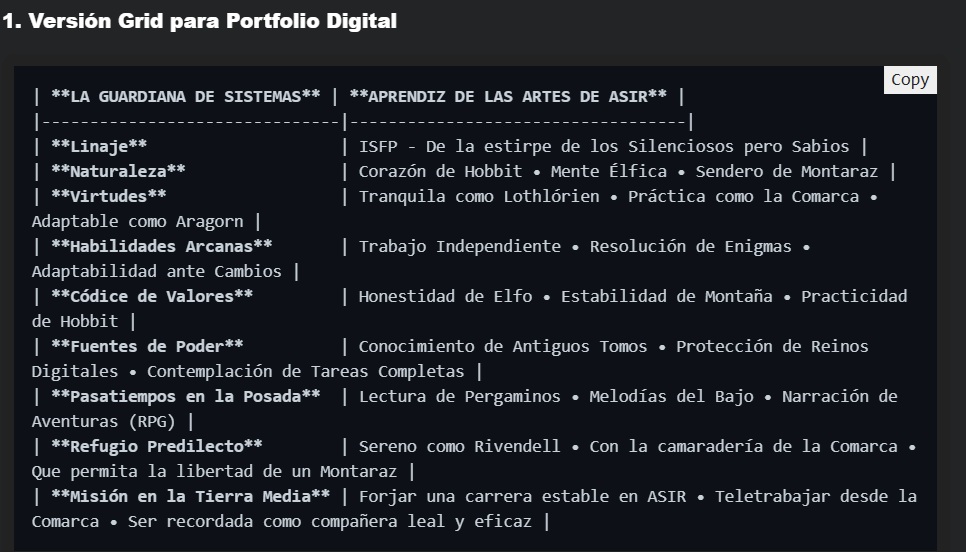 1. Versión Grid para Portfolio Digital
Copy
| **LA GUARDIANA DE SISTEMAS** | **APRENDIZ DE LAS ARTES DE ASIR** |
|-------------------------------|-----------------------------------|
| **Linaje** | ISFP - De la estirpe de los Silenciosos pero Sabios |
| **Naturaleza** | Corazón de Hobbit • Mente Élfica • Sendero de Montaraz |
| **Virtudes** | Tranquila como Lothlórien • Práctica como la Comarca •
Adaptable como Aragorn |
| **Habilidades Arcanas** | Trabajo Independiente • Resolución de Enigmas •
Adaptabilidad ante Cambios |
| **Códice de Valores** | Honestidad de Elfo • Estabilidad de Montaña • Practicidad
de Hobbit |
| **Fuentes de Poder** | Conocimiento de Antiguos Tomos • Protección de Reinos
Digitales • Contemplación de Tareas Completas |
| **Pasatiempos en la Posada** | Lectura de Pergaminos • Melodías del Bajo • Narración de
Aventuras (RPG) |
| **Refugio Predilecto** | Sereno como Rivendell • Con la camaradería de la Comarca •
Que permita la libertad de un Montaraz |
| **Misión en la Tierra Media** | Forjar una carrera estable en ASIR • Teletrabajar desde la
Comarca • Ser recordada como compañera leal y eficaz |